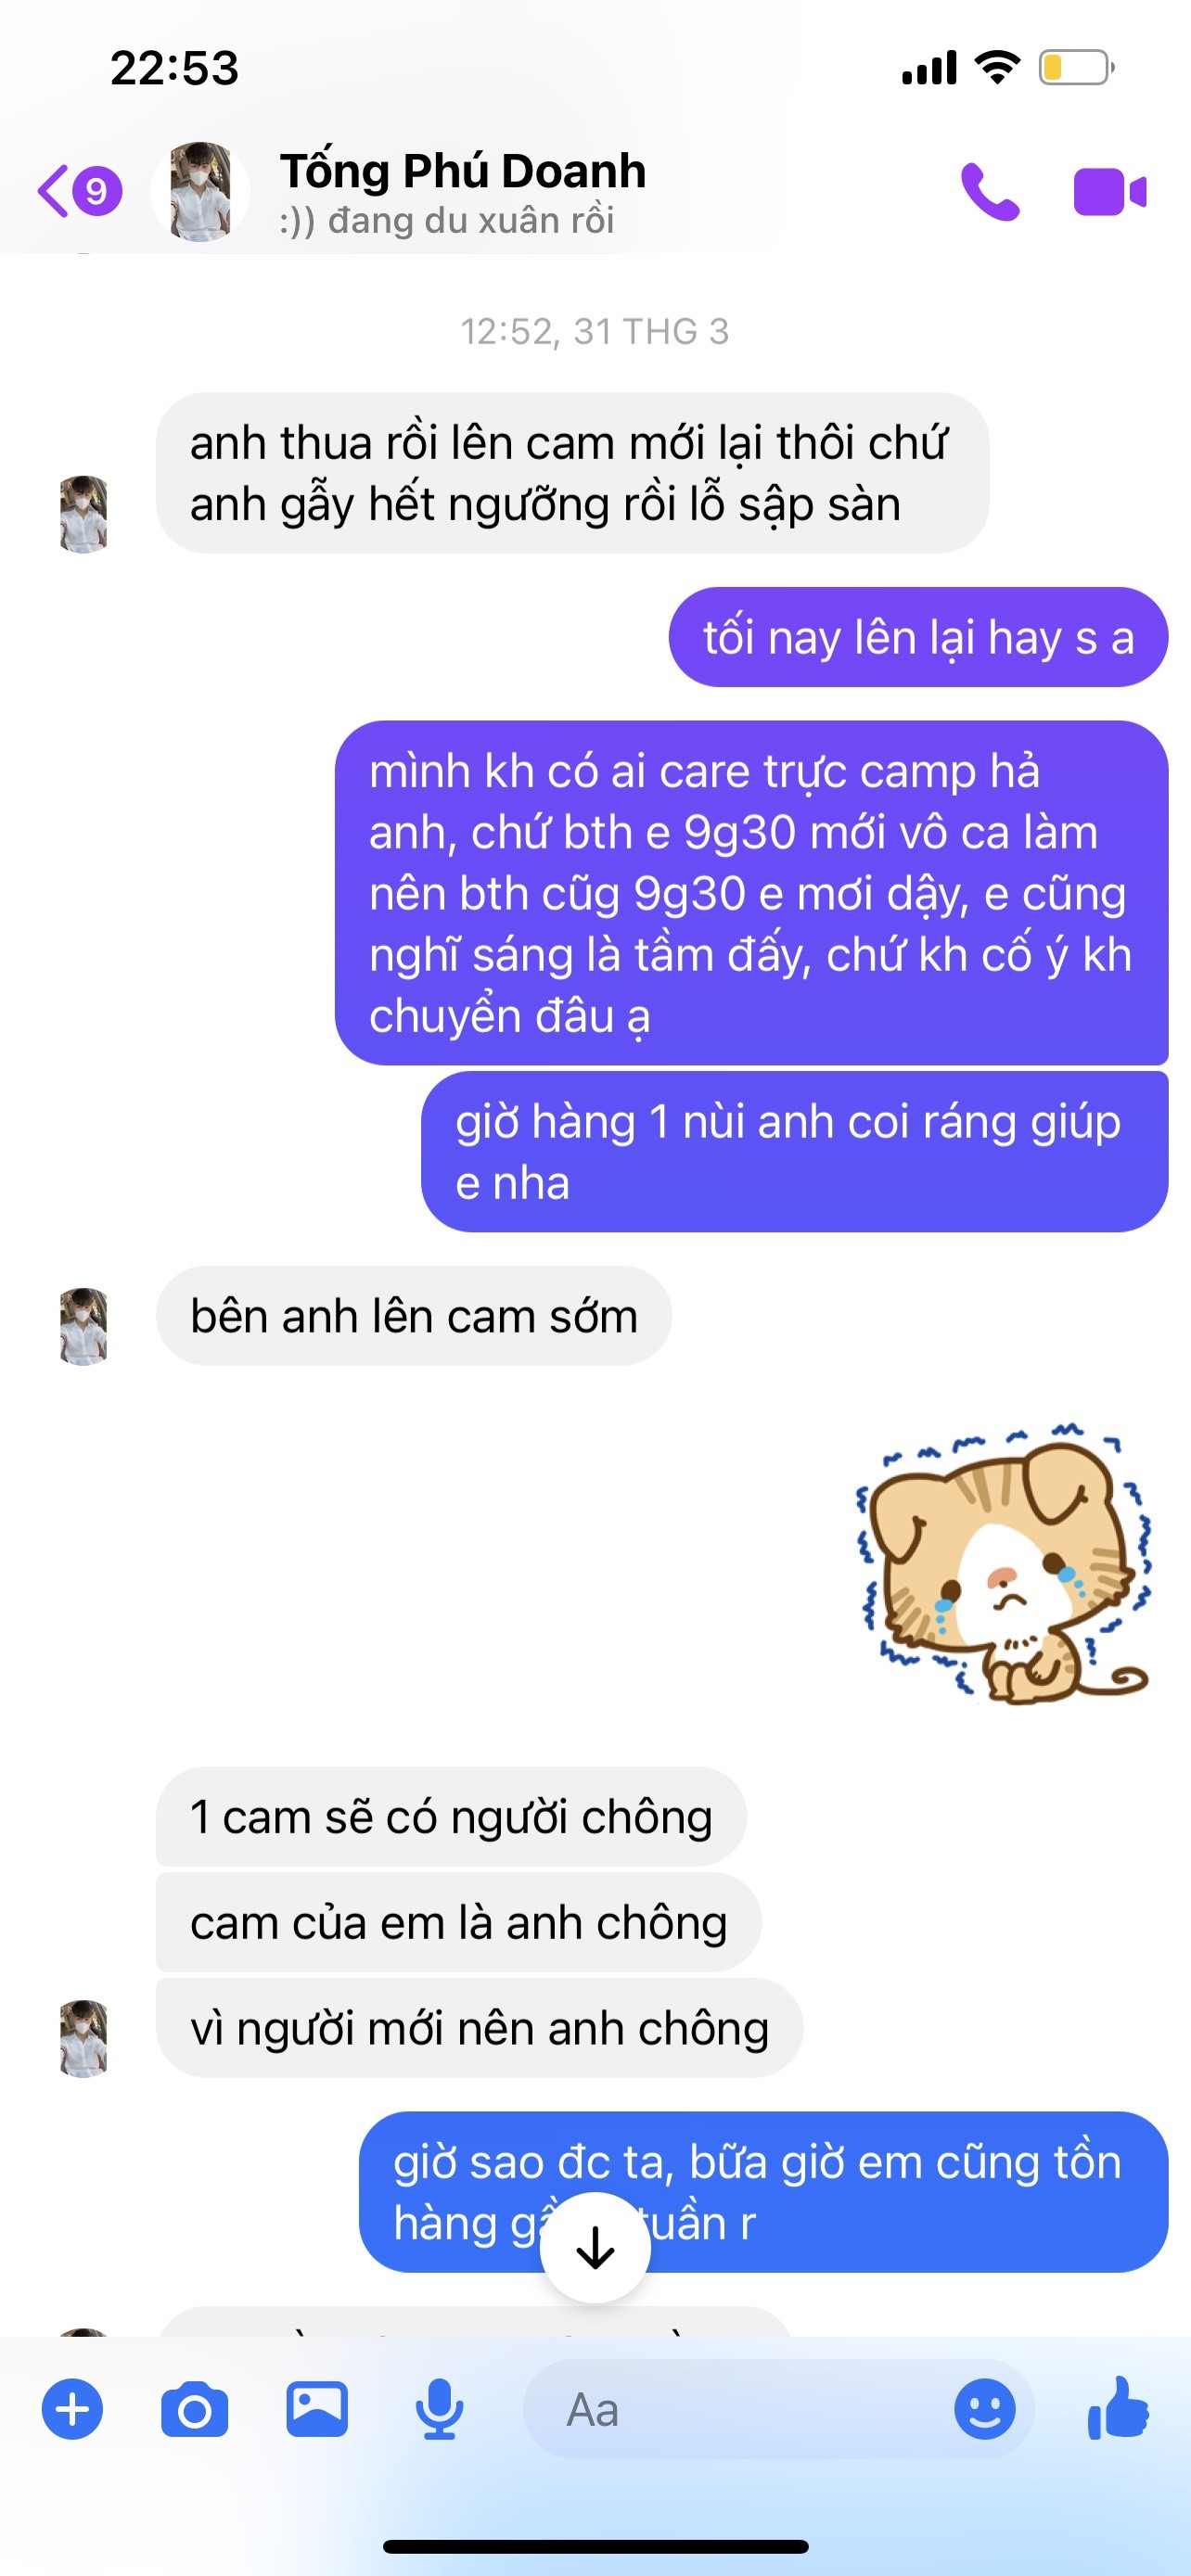 22:53
9
Tống Phú Doanh
:)) đang du xuân rồi
12:52, 31 THG 3
anh thua rồi lên cam mới lại thôi chứ
anh gẫy hết ngưỡng rồi lỗ sập sàn
tối nay lên lại hay s a
mình kh có ai care trực camp hả
anh, chứ bth e 9g30 mới vô ca làm
nên bth cũg 9g30 e mơi dậy, e cũng
nghĩ sáng là tầm đấy, chứ kh cố ý kh
chuyển đâu ạ
giờ hàng 1 nùi anh coi ráng giúp
e nha
bên anh lên cam sớm
1 cam sẽ có người chông
cam của em là anh chông
vì người mới nên anh chông
giờ sao đc ta, bữa giờ em cũng tồn
hàng tuần r
Aa